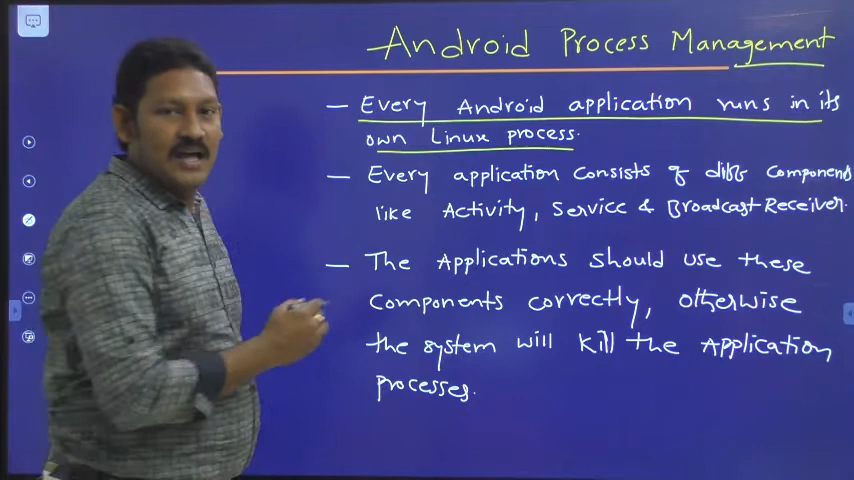 Android Process Management
— Every Android application runs in its
own Linux process.
— Every application consists of diff components
like Activity, Service & Broadcast Receiver.
— The Applications should use these
components correctly, otherwise
the system will kill the Application
processes.